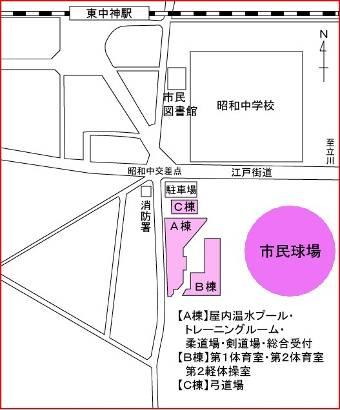 東中神駅
N
市民
図書館
昭和中学校
至立川
昭和中交差点
江戸街道
消防署
駐車場
C棟
A棟
B棟
市民球場
【A棟】屋内温水プール・
トレーニングルーム・
柔道場・剣道場・総合受付
【B棟】第1体育室・第2体育室
第2経体操室
【C棟】弓道場